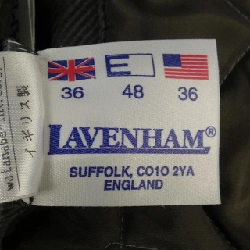 36 48 36
E
LAVENHAM®
SUFFOLK, CO10 2YA
ENGLAND
イギリス製